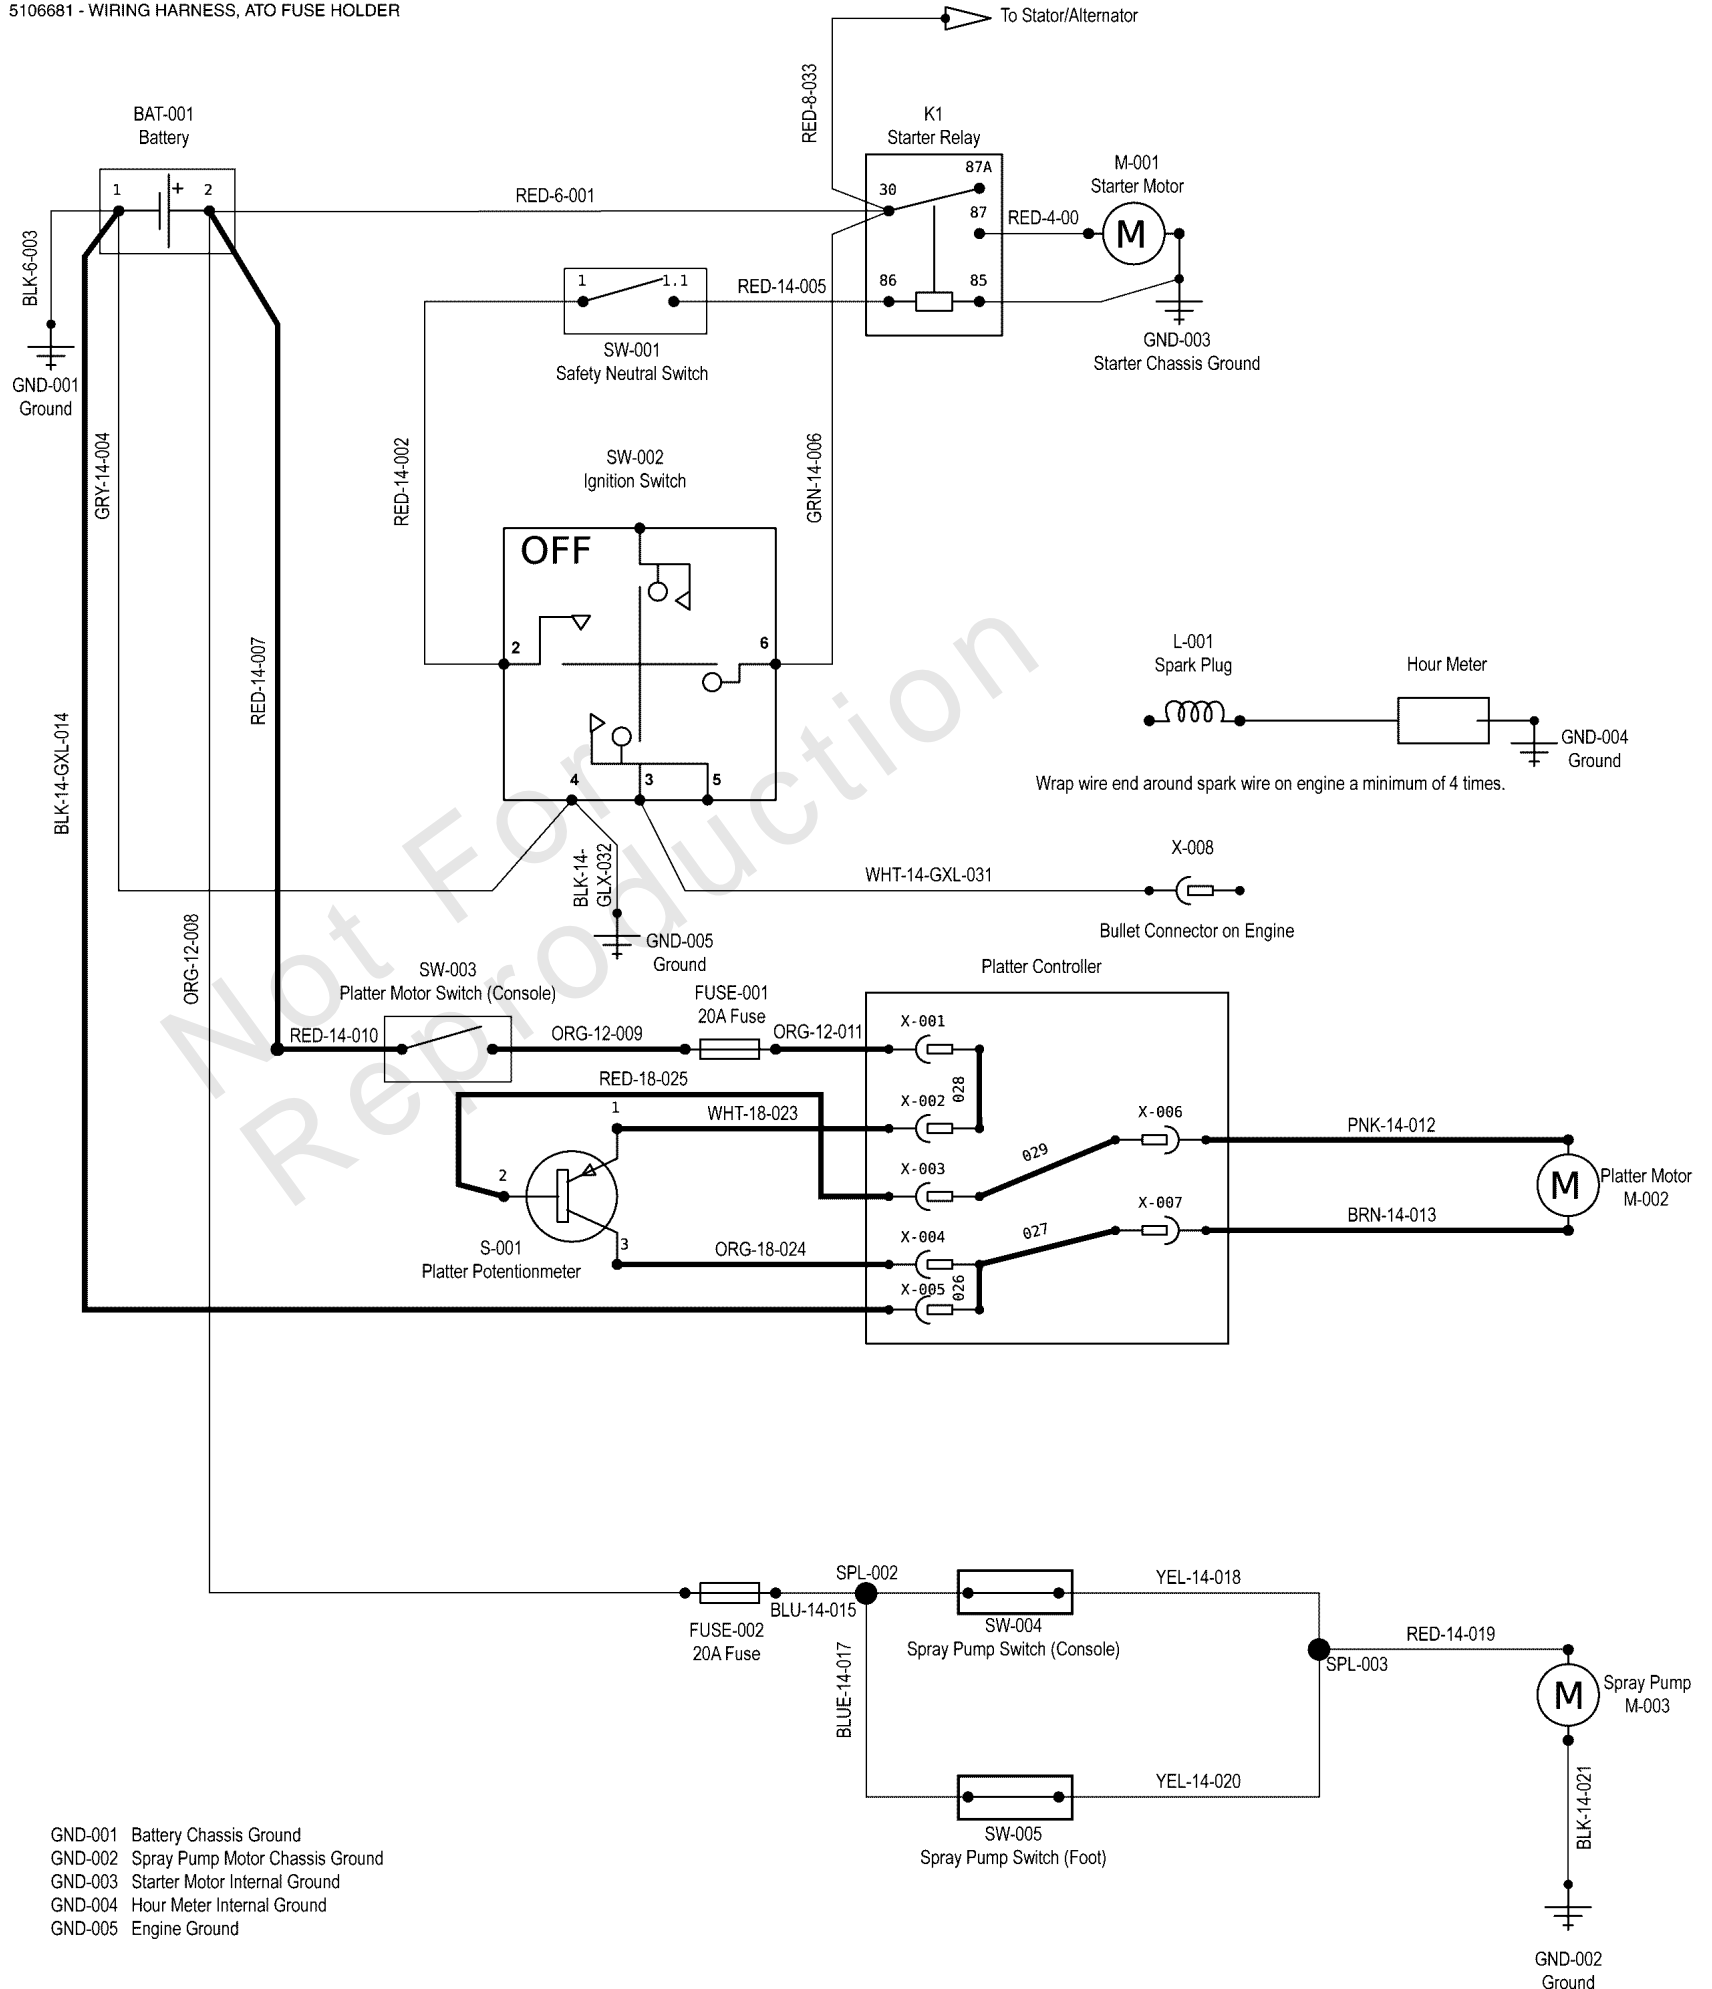 5106681 - WIRING HARNESS, ATO FUSE HOLDER
To Stator/Alternator
RED-8-033
BAT-001
Battery
1
+
2
K1
Starter Relay
87A
30
87
86
85
M-001
Starter Motor
RED-6-001
RED-4-00
M
BLK-6-003
GND-001
Ground
1
1.1
RED-14-005
SW-001
Safety Neutral Switch
GND-003
Starter Chassis Ground
GRY-14-004
RED-14-002
GRN-14-006
SW-002
Ignition Switch
OFF
2
6
4
3
5
RED-14-007
BLK-14-GXL-014
L-001
Spark Plug
Hour Meter
GND-004
Ground
Wrap wire end around spark wire on engine a minimum of 4 times.
BLK-14-
GLX-032
WHT-14-GXL-031
X-008
Bullet Connector on Engine
GND-005
Ground
ORG-12-008
Not For
Reproduction
SW-003
Platter Motor Switch (Console)
FUSE-001
20A Fuse
Platter Controller
RED-14-010
ORG-12-009
ORG-12-011
X-001
RED-18-025
028
1
WHT-18-023
X-002
X-006
PNK-14-012
2
X-003
029
M
Platter Motor
M-002
X-007
BRN-14-013
3
S-001
Platter Potentionmeter
ORG-18-024
X-004
027
X-005
026
SPL-002
YEL-14-018
BLU-14-015
FUSE-002
20A Fuse
SW-004
Spray Pump Switch (Console)
RED-14-019
SPL-003
BLUE-14-017
M
Spray Pump
M-003
YEL-14-020
SW-005
Spray Pump Switch (Foot)
BLK-14-021
GND-001 Battery Chassis Ground
GND-002 Spray Pump Motor Chassis Ground
GND-003 Starter Motor Internal Ground
GND-004 Hour Meter Internal Ground
GND-005 Engine Ground
GND-002
Ground